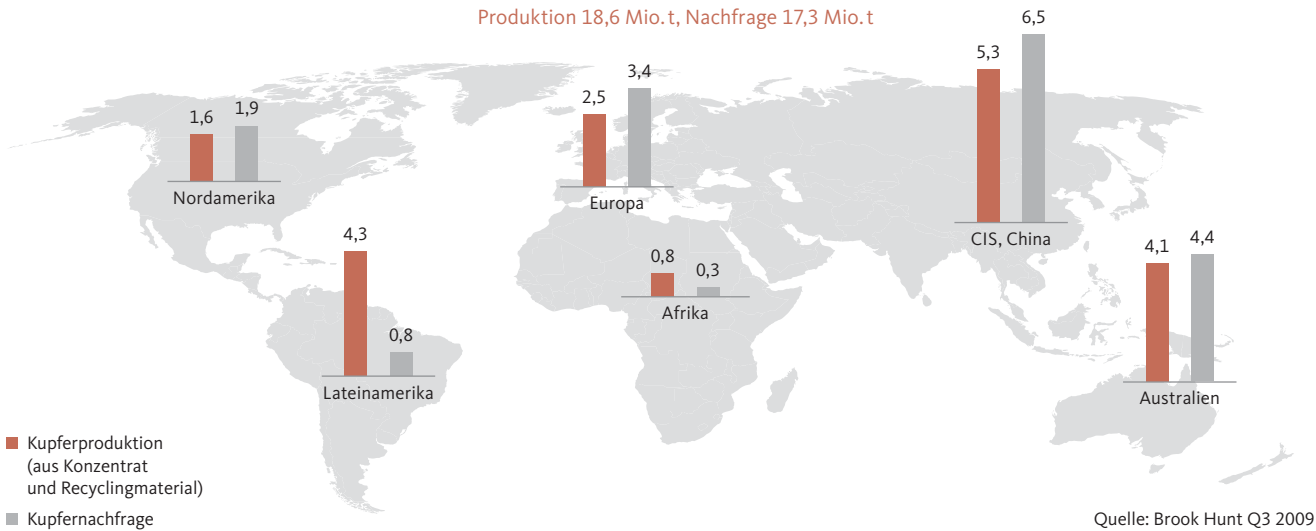 Produktion 18,6 Mio. t, Nachfrage 17,3 Mio. t
1,6
1,9
Nordamerika
4,3
0,8
Lateinamerika
2,5
3,4
Europa
0,8
0,3
Afrika
5,3
6,5
CIS, China
4,1
4,4
Australien
Kupferproduktion
(aus Konzentrat
und Recyclingmaterial)
Kupfernachfrage
Quelle: Brook Hunt Q3 2009